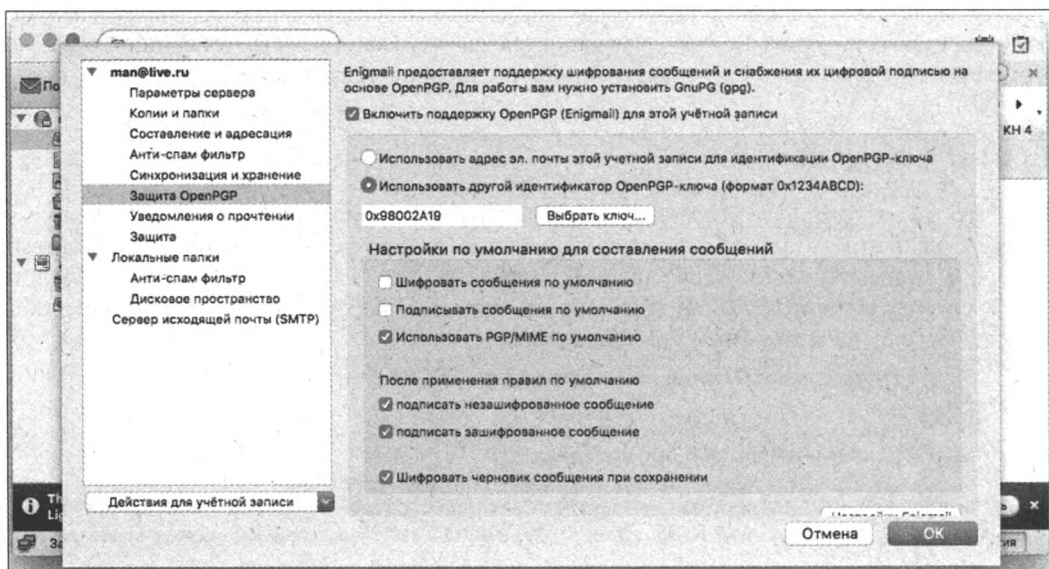 man@live.ru
Параметры сервера
Копии и папки
Составление и адресация
Анти-спам фильтр
Синхронизация и хранение
Защита OpenPGP
Уведомления о прочтении
Защита
Локальные папки
Анти-спам фильтр
Дисковое пространство
Сервер исходящей почты (SMTP)
Действия для учётной записи
Enigmail предоставляет поддержку шифрования сообщений и снабжения их цифровой подписью на
основе OpenPGP. Для работы вам нужно установить GnuPG (gpg).
Включить поддержку OpenPGP (Enigmail) для этой учётной записи
Использовать адрес эл. почты этой учетной записи для идентификации OpenPGP-ключа
Использовать другой идентификатор OpenPGP-ключа (формат 0x1234ABCD):
0x98002A19 Выбрать ключ...
Настройки по умолчанию для составления сообщений
Шифровать сообщения по умолчанию
Подписывать сообщения по умолчанию
Использовать PGP/MIME по умолчанию
После применения правил по умолчанию
подписать незашифрованное сообщение
подписать зашифрованное сообщение
Шифровать черновик сообщения при сохранении
Отмена OK
КН 4